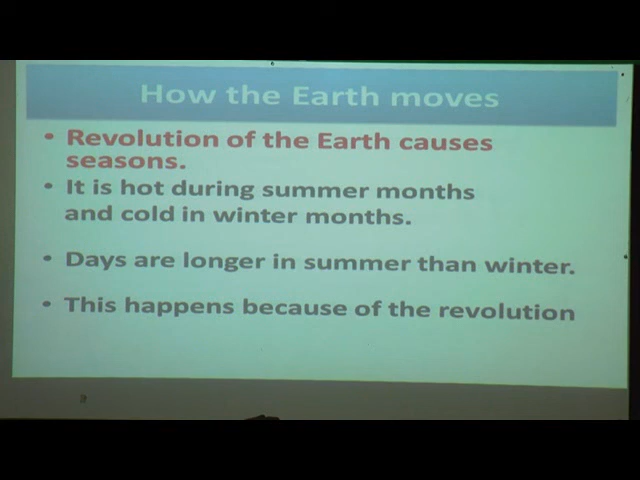 How the Earth moves
• Revolution of the Earth causes
seasons.
• It is hot during summer months
and cold in winter months.
• Days are longer in summer than winter.
• This happens because of the revolution